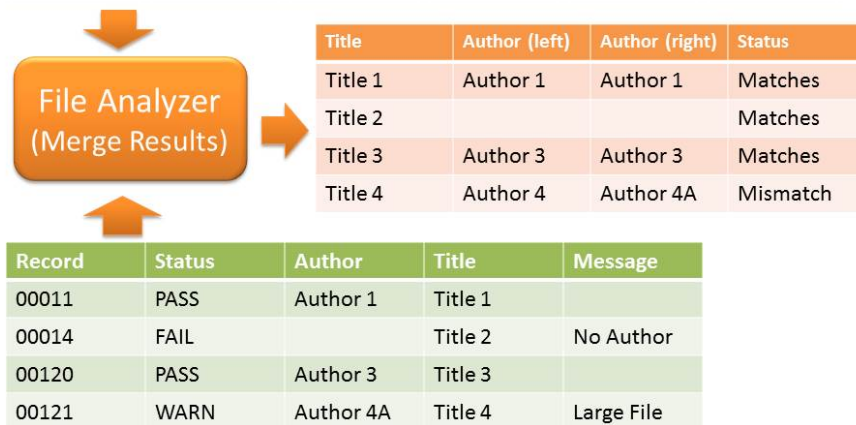 File Analyzer
(Merge Results)
Title Author (left) Author (right) Status
Title 1 Author 1 Author 1 Matches
Title 2 Matches
Title 3 Author 3 Author 3 Matches
Title 4 Author 4 Author 4A Mismatch
Record Status Author Title Message
00011 PASS Author 1 Title 1
00014 FAIL Title 2 No Author
00120 PASS Author 3 Title 3
00121 WARN Author 4A Title 4 Large File